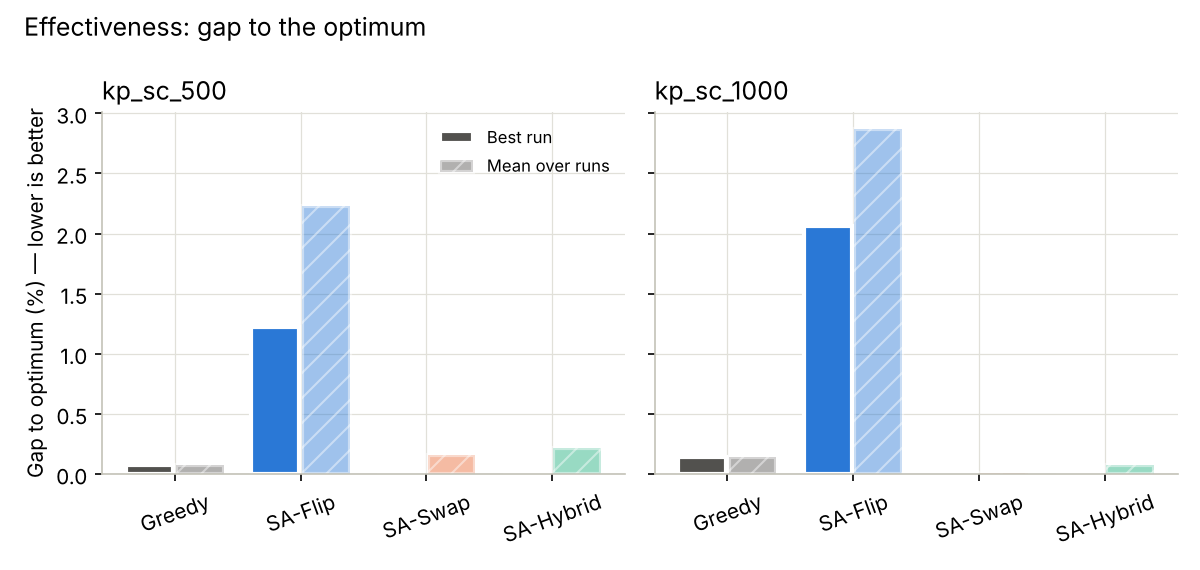 Effectiveness: gap to the optimum
kp_sc_500
kp_sc_1000
Gap to optimum (%) — lower is better
3.0
2.5
2.0
1.5
1.0
0.5
0.0
Best run
Mean over runs
Greedy
SA-Flip
SA-Swap
SA-Hybrid
Greedy
SA-Flip
SA-Swap
SA-Hybrid